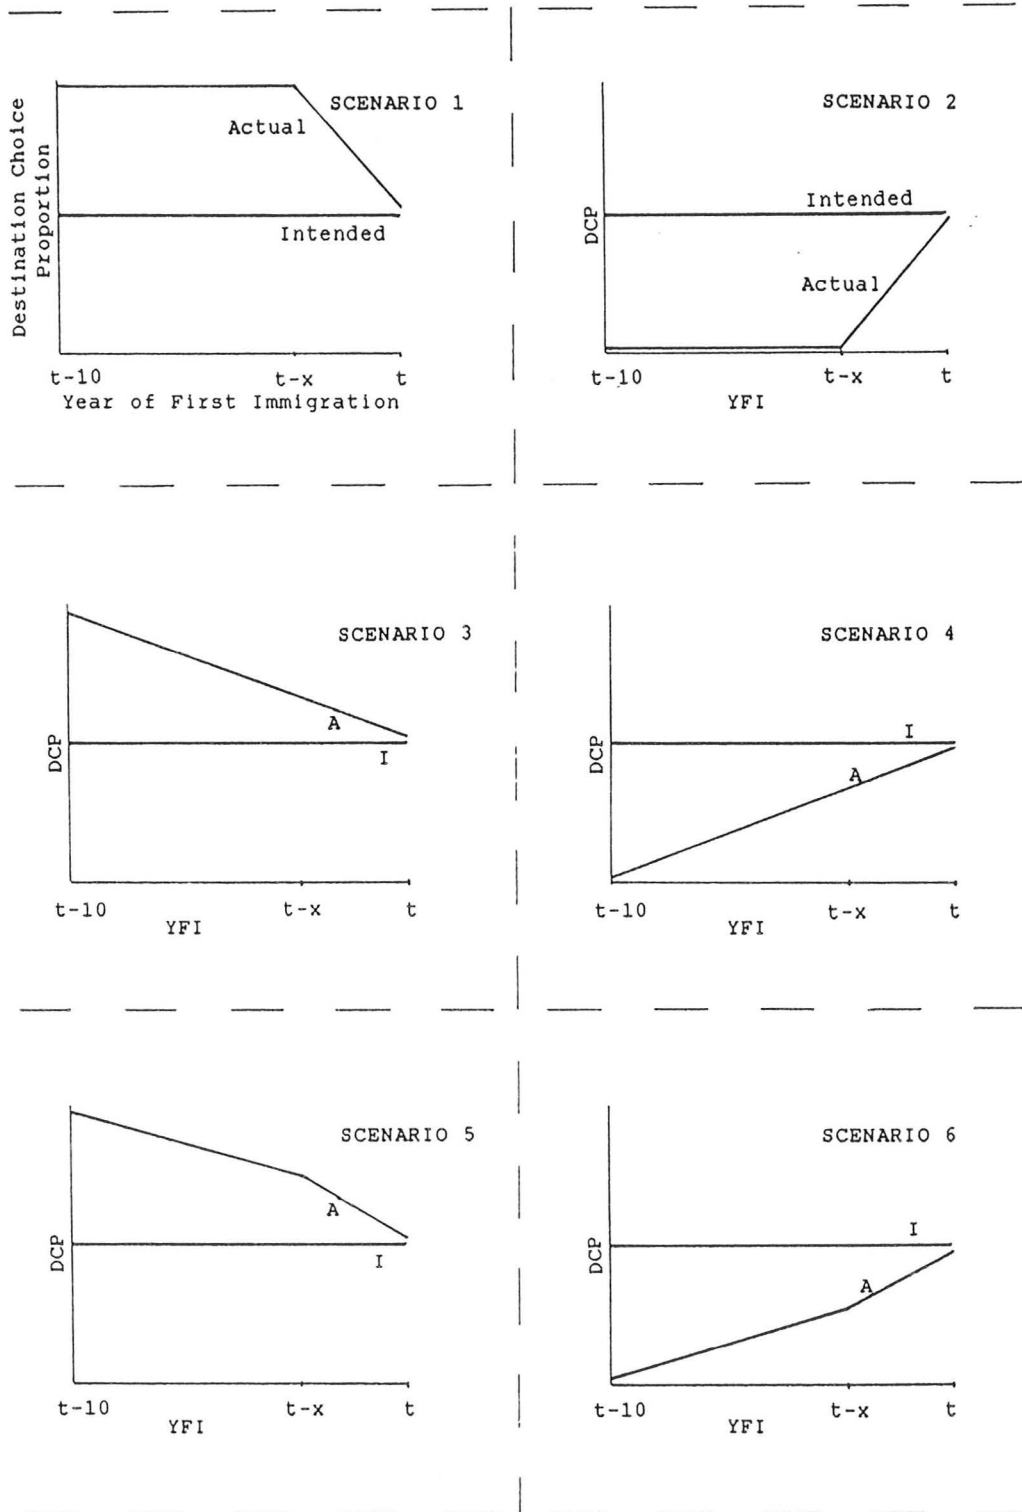 SCENARIO 1
Destination Choice
Proportion
Actual
Intended
t-10 t-x t
Year of First Immigration
SCENARIO 2
Intended
DCP
Actual
t-10 t-x t
YFI
SCENARIO 3
A
DCP
I
t-10 t-x t
YFI
SCENARIO 4
I
DCP
A
t-10 t-x t
YFI
SCENARIO 5
A
DCP
I
t-10 t-x t
YFI
SCENARIO 6
I
DCP
A
t-10 t-x t
YFI